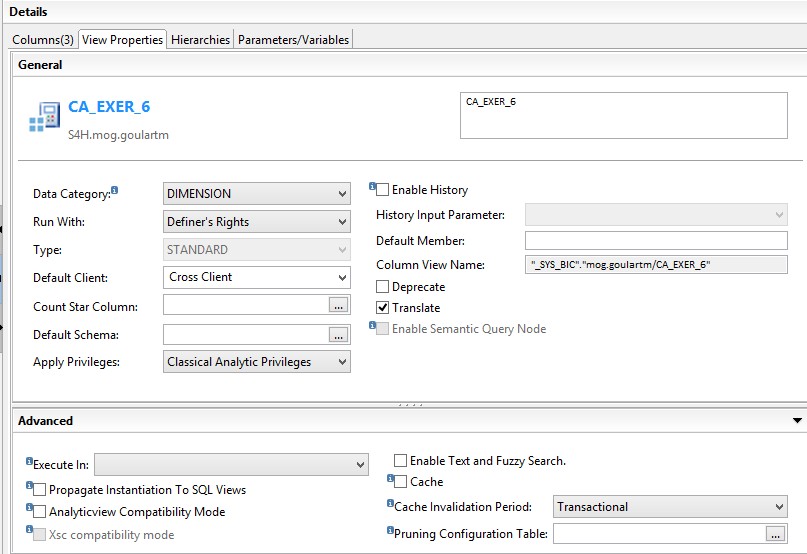 Details
Columns(3) View Properties Hierarchies Parameters/Variables
General
CA_EXER_6
S4H.mog.goulartm
CA_EXER_6
Data Category: DIMENSION
Run With: Definer's Rights
Type: STANDARD
Default Client: Cross Client
Count Star Column: ...
Default Schema: ...
Apply Privileges: Classical Analytic Privileges
Enable History
History Input Parameter:
Default Member:
Column View Name: "_SYS_BIC"."mog.goulartm/CA_EXER_6"
Deprecate
Translate
Enable Semantic Query Node
Advanced
Execute In:
Propagate Instantiation To SQL Views
Analyticview Compatibility Mode
Xsc compatibility mode
Enable Text and Fuzzy Search.
Cache
Cache Invalidation Period: Transactional
Pruning Configuration Table: ...